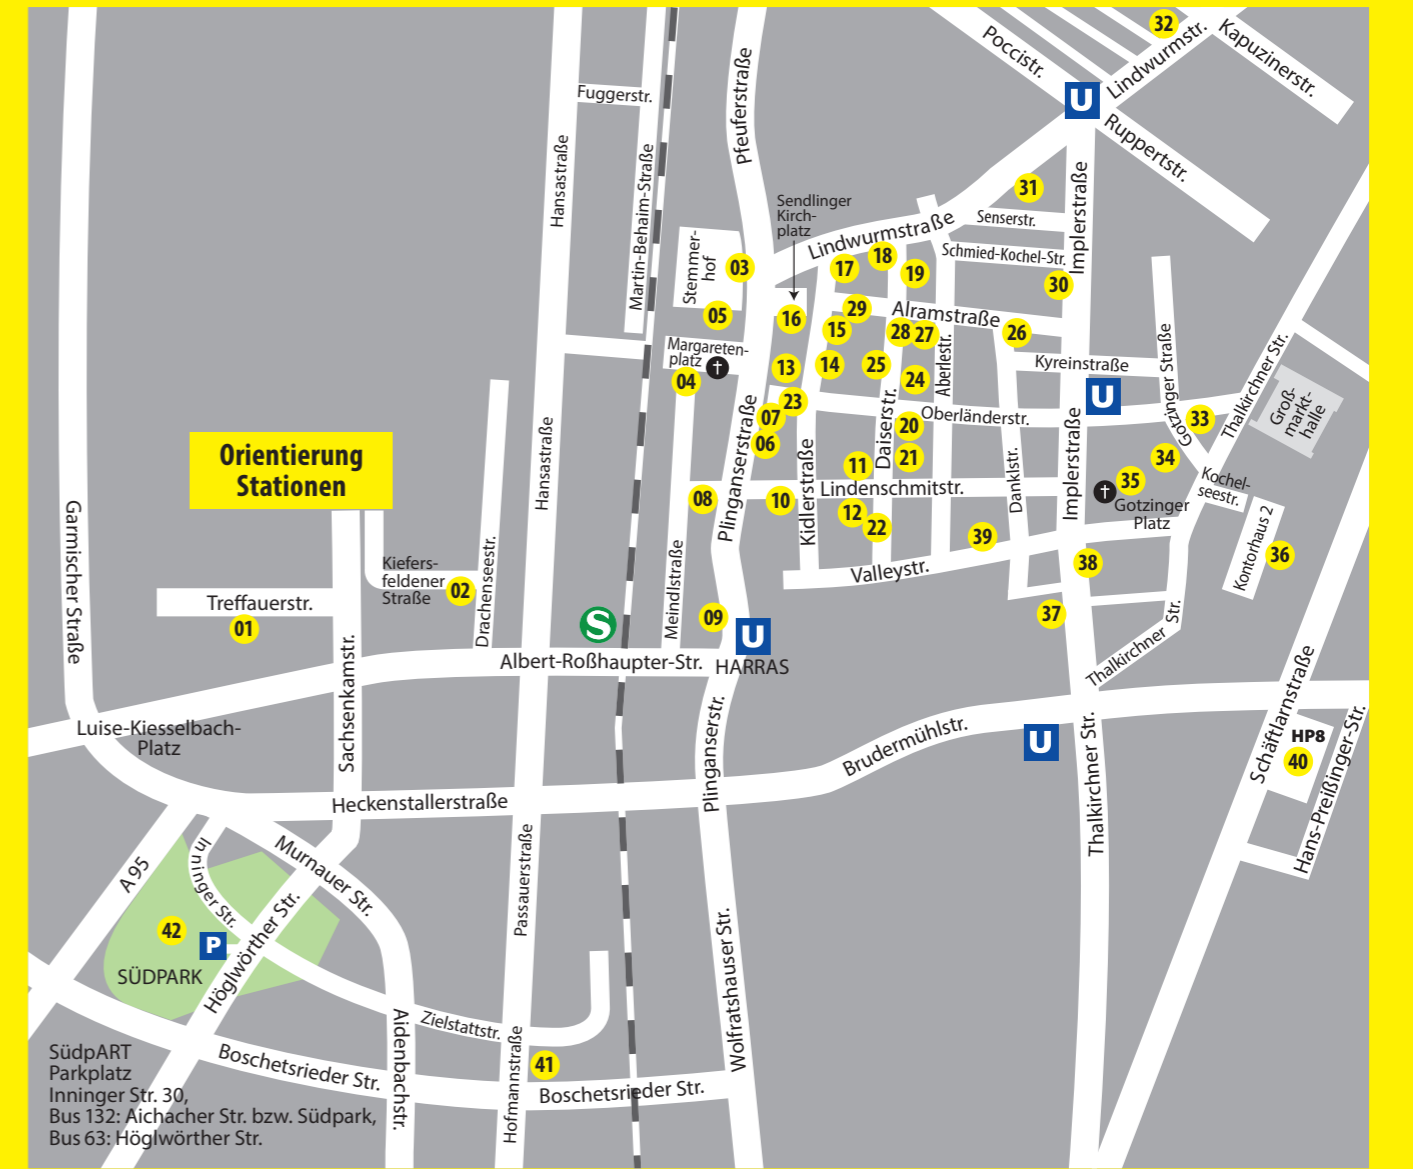 32
Kapuzinerstr.
Poccistr.
Lindwurmstr.
U
Fuggerstr.
Pfeuferstraße
Ruppertstr.
Hansastraße
Martin-Behaim-Straße
31
Implerstraße
Sendlinger
Kirch-
platz
Senserstr.
Lindwurmstraße
Schmied-Kochel-Str.
Stemmer-
hof
03
17
18
19
30
05
16
29
Alramstraße
15
28
27
26
Margareten-
platz
04
13
14
25
24
Aberlestr.
Kyreinstraße
Gotzinger Straße
Thalkirchner Str.
Groß-
markt-
halle
U
23
07
06
Oberländerstr.
20
21
33
34
Hansastraße
Plinganserstraße
Kidlerstraße
Daiserstr.
Danklstr.
Implerstraße
Orientierung
Stationen
11
35
Kochel-
seestr.
08
10
Lindenschmitstr.
Gotzinger
Platz
12
22
39
Kontorhaus 2
36
Garmischer Straße
Kiefers-
feldener
Straße
02
Drachenseestr.
Meindlstraße
Valleystr.
38
Treffauerstr.
01
S
09
U
HARRAS
37
Thalkirchner Str.
Albert-Roßhaupter-Str.
Sachsenkamstr.
Luise-Kiesselbach-
Platz
Plinganserstr.
Brudermühlstr.
U
Thalkirchner Str.
Schäftlarnstraße
HP8
40
Hans-Preißinger-Str.
Heckenstallerstraße
A 95
Inninger Str.
Murnauer Str.
Passauerstraße
42
P
SÜDPARK
Höglwörther Str.
Wolfratshauser Str.
Zielstattstr.
Aidenbachstr.
Hofmannstraße
41
Boschetsrieder Str.
Boschetsrieder Str.
SüdpART
Parkplatz
Inninger Str. 30,
Bus 132: Aichacher Str. bzw. Südpark,
Bus 63: Höglwörther Str.